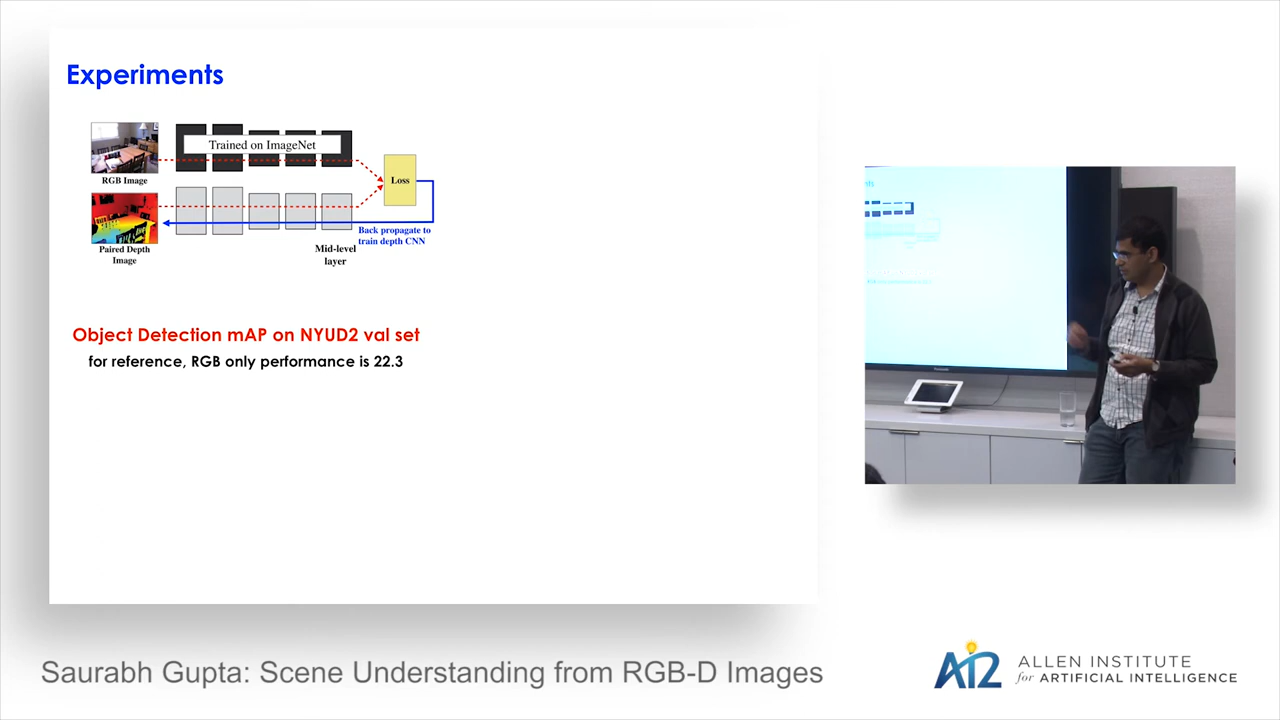 Experiments
Trained on ImageNet
RGB Image
Loss
Paired Depth
Image
Mid-level
layer
Back propagate to
train depth CNN
Object Detection mAP on NYUD2 val set
for reference, RGB only performance is 22.3
Saurabh Gupta: Scene Understanding from RGB-D Images
AI2
ALLEN INSTITUTE
for ARTIFICIAL INTELLIGENCE